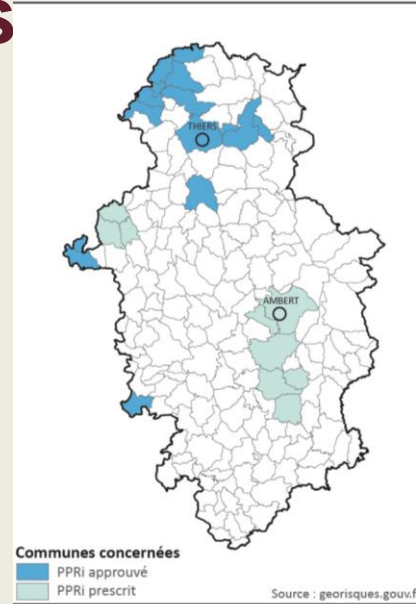 S
THIERS
AMBERT
Communes concernées
PPRi approuvé
PPRi prescrit
Source : georisques.gouv.f